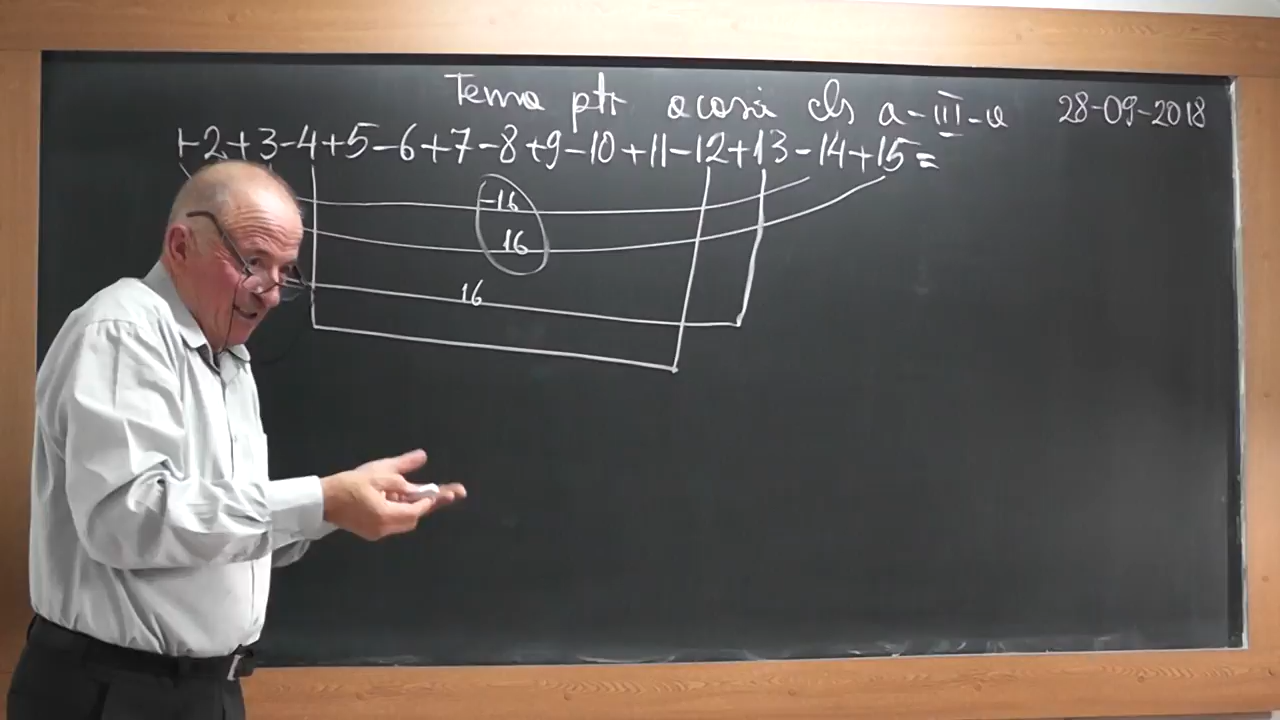 Tema ptr acasă cls a-III-a 28-09-2018
1-2+3-4+5-6+7-8+9-10+11-12+13-14+15=
-16
16
16